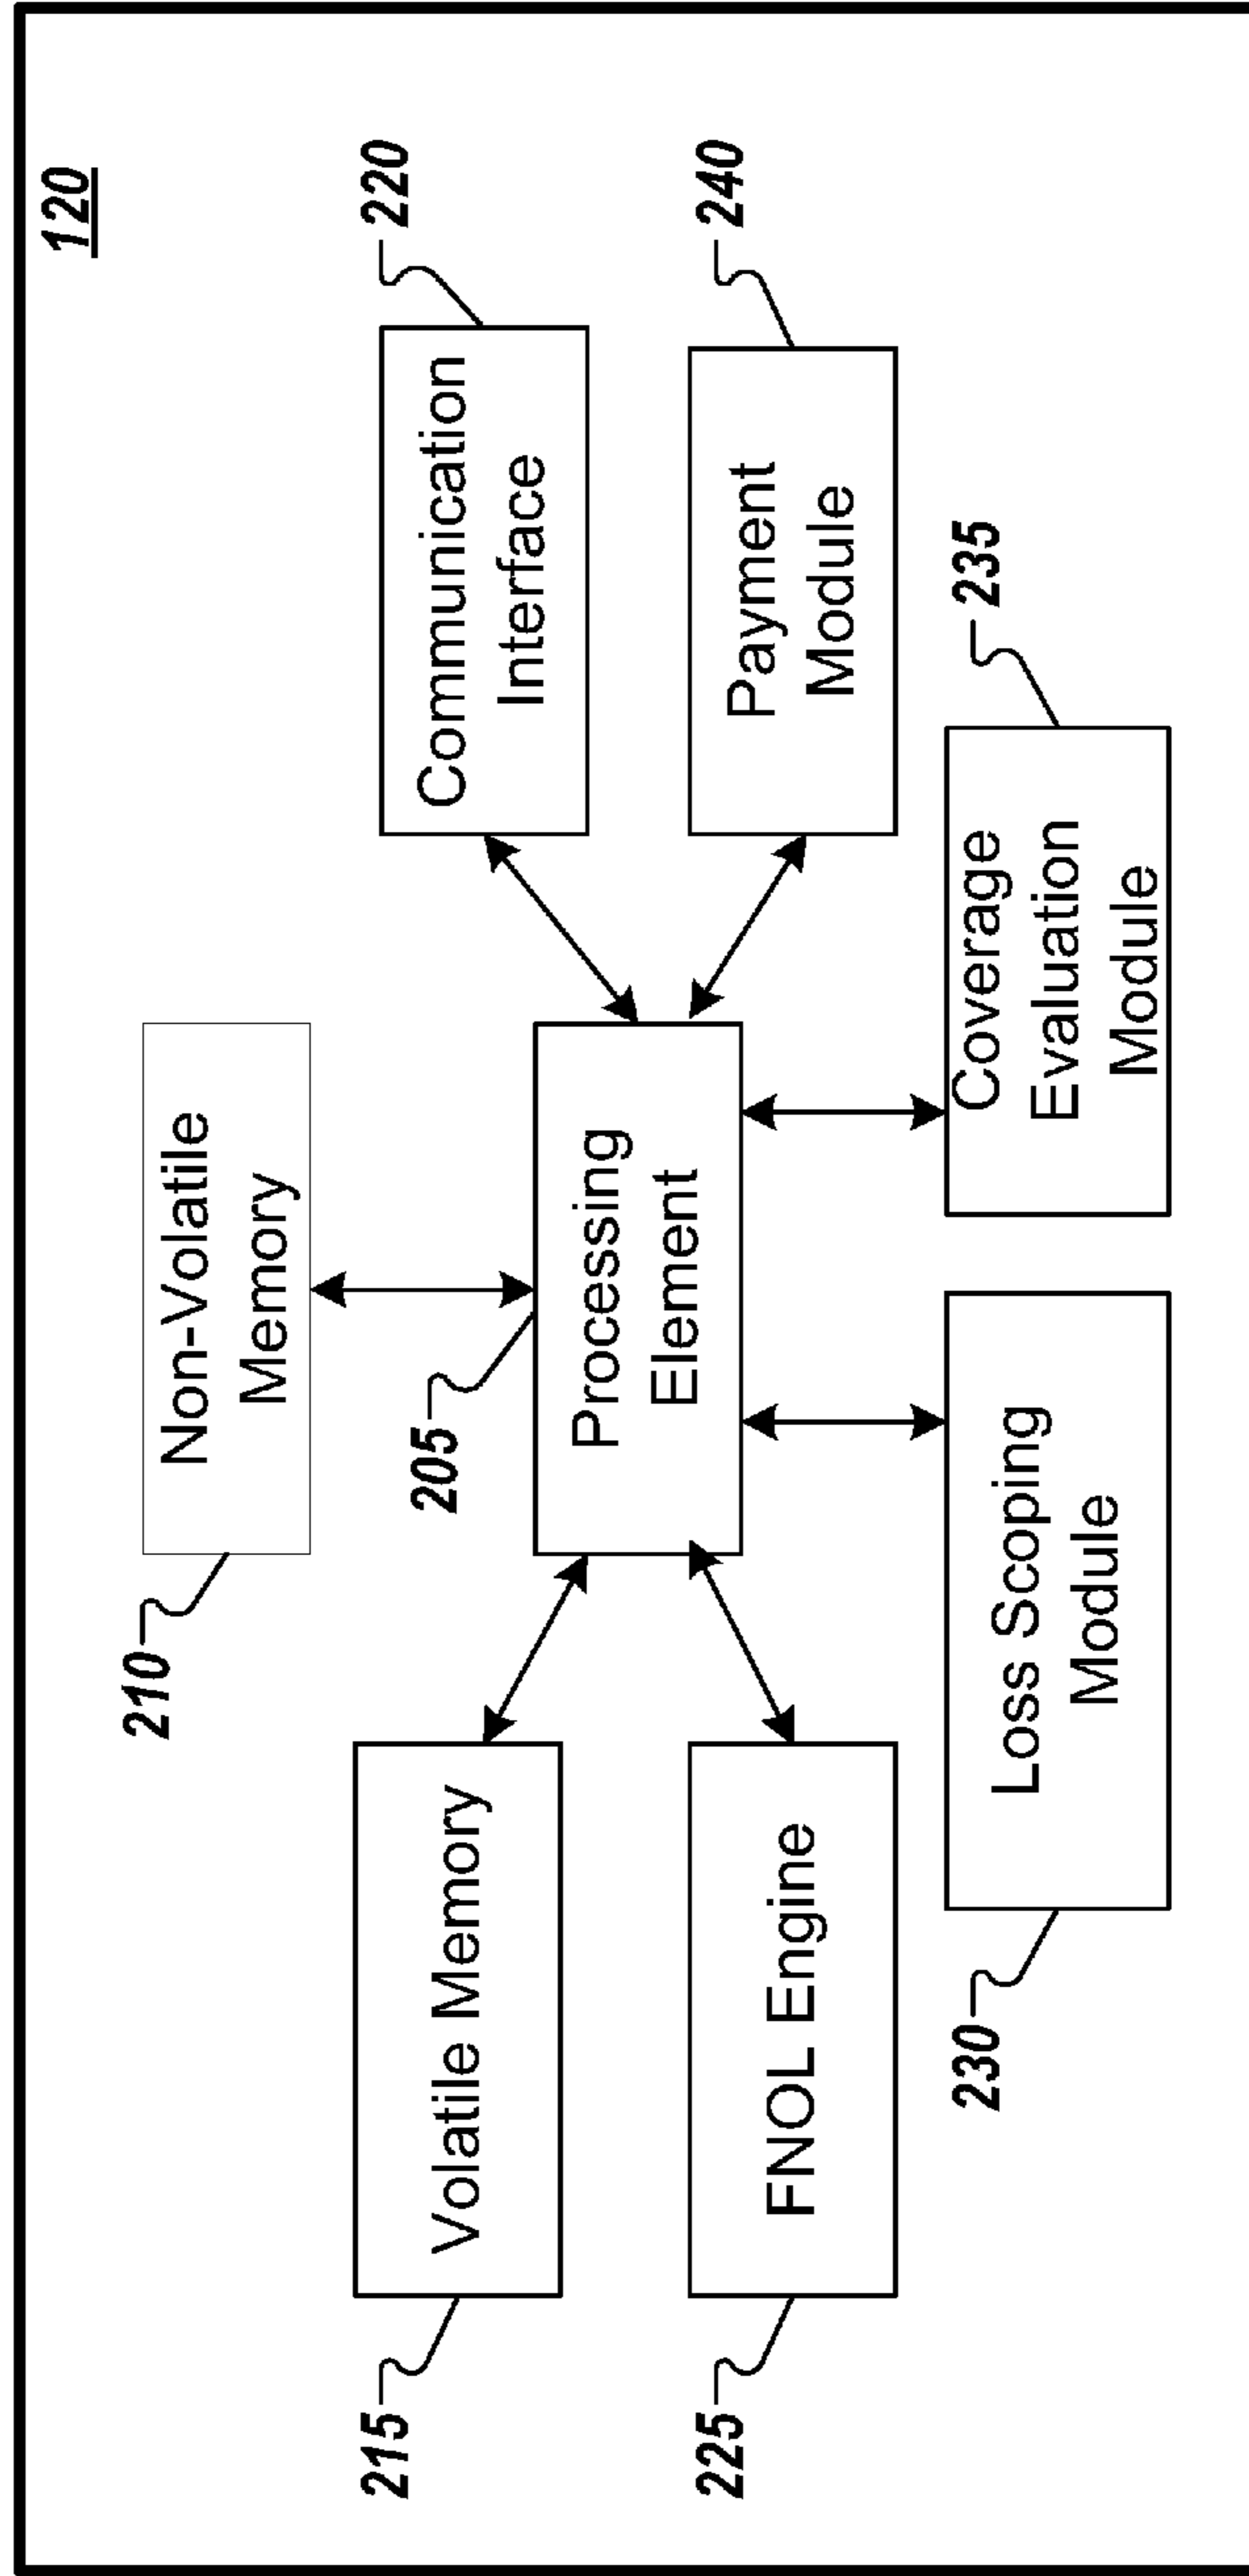 120
210
Non-Volatile
Memory
215
Volatile Memory
205
Processing
Element
Communication
Interface
220
225
FNOL Engine
Payment
Module
240
230
Loss Scoping
Module
Coverage
Evaluation
Module
235